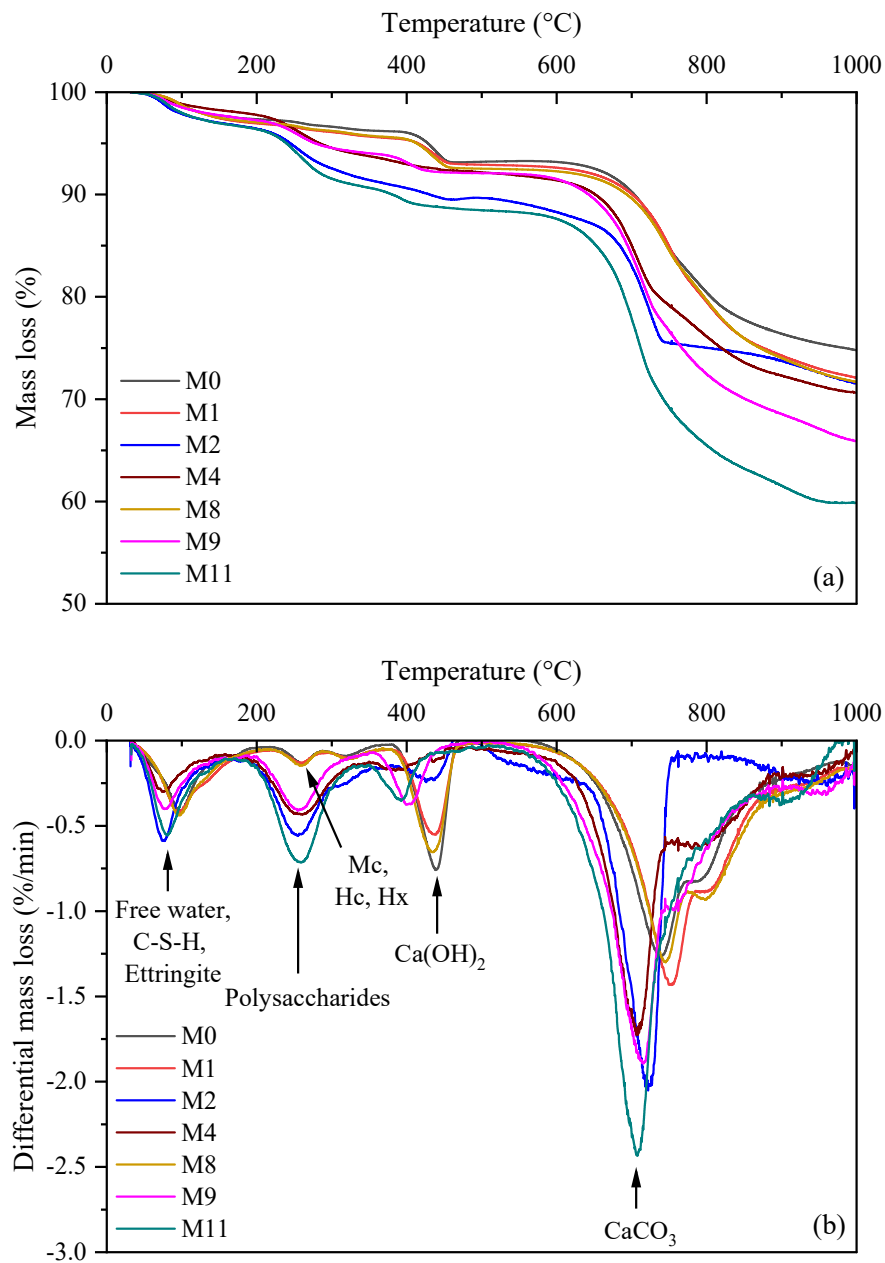 Temperature (°C)
0 200 400 600 800 1000
100
90
80
70
60
50
Mass loss (%)
M0
M1
M2
M4
M8
M9
M11
(a)
Temperature (°C)
0 200 400 600 800 1000
0.0
-0.5
-1.0
-1.5
-2.0
-2.5
-3.0
Differential mass loss (%/min)
Free water,
C-S-H,
Ettringite
Polysaccharides
Mc,
Hc, Hx
Ca(OH)₂
CaCO₃
M0
M1
M2
M4
M8
M9
M11
(b)